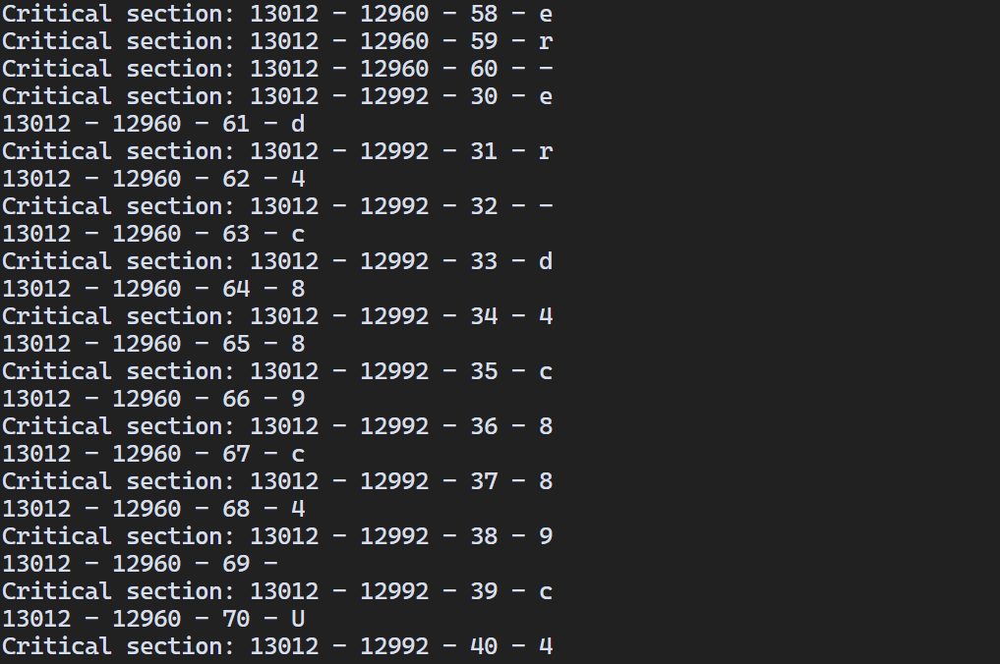 Critical section: 13012 - 12960 - 58 - e
Critical section: 13012 - 12960 - 59 - r
Critical section: 13012 - 12960 - 60 - -
Critical section: 13012 - 12992 - 30 - e
13012 - 12960 - 61 - d
Critical section: 13012 - 12992 - 31 - r
13012 - 12960 - 62 - 4
Critical section: 13012 - 12992 - 32 - -
13012 - 12960 - 63 - c
Critical section: 13012 - 12992 - 33 - d
13012 - 12960 - 64 - 8
Critical section: 13012 - 12992 - 34 - 4
13012 - 12960 - 65 - 8
Critical section: 13012 - 12992 - 35 - c
13012 - 12960 - 66 - 9
Critical section: 13012 - 12992 - 36 - 8
13012 - 12960 - 67 - c
Critical section: 13012 - 12992 - 37 - 8
13012 - 12960 - 68 - 4
Critical section: 13012 - 12992 - 38 - 9
13012 - 12960 - 69 -
Critical section: 13012 - 12992 - 39 - c
13012 - 12960 - 70 - U
Critical section: 13012 - 12992 - 40 - 4